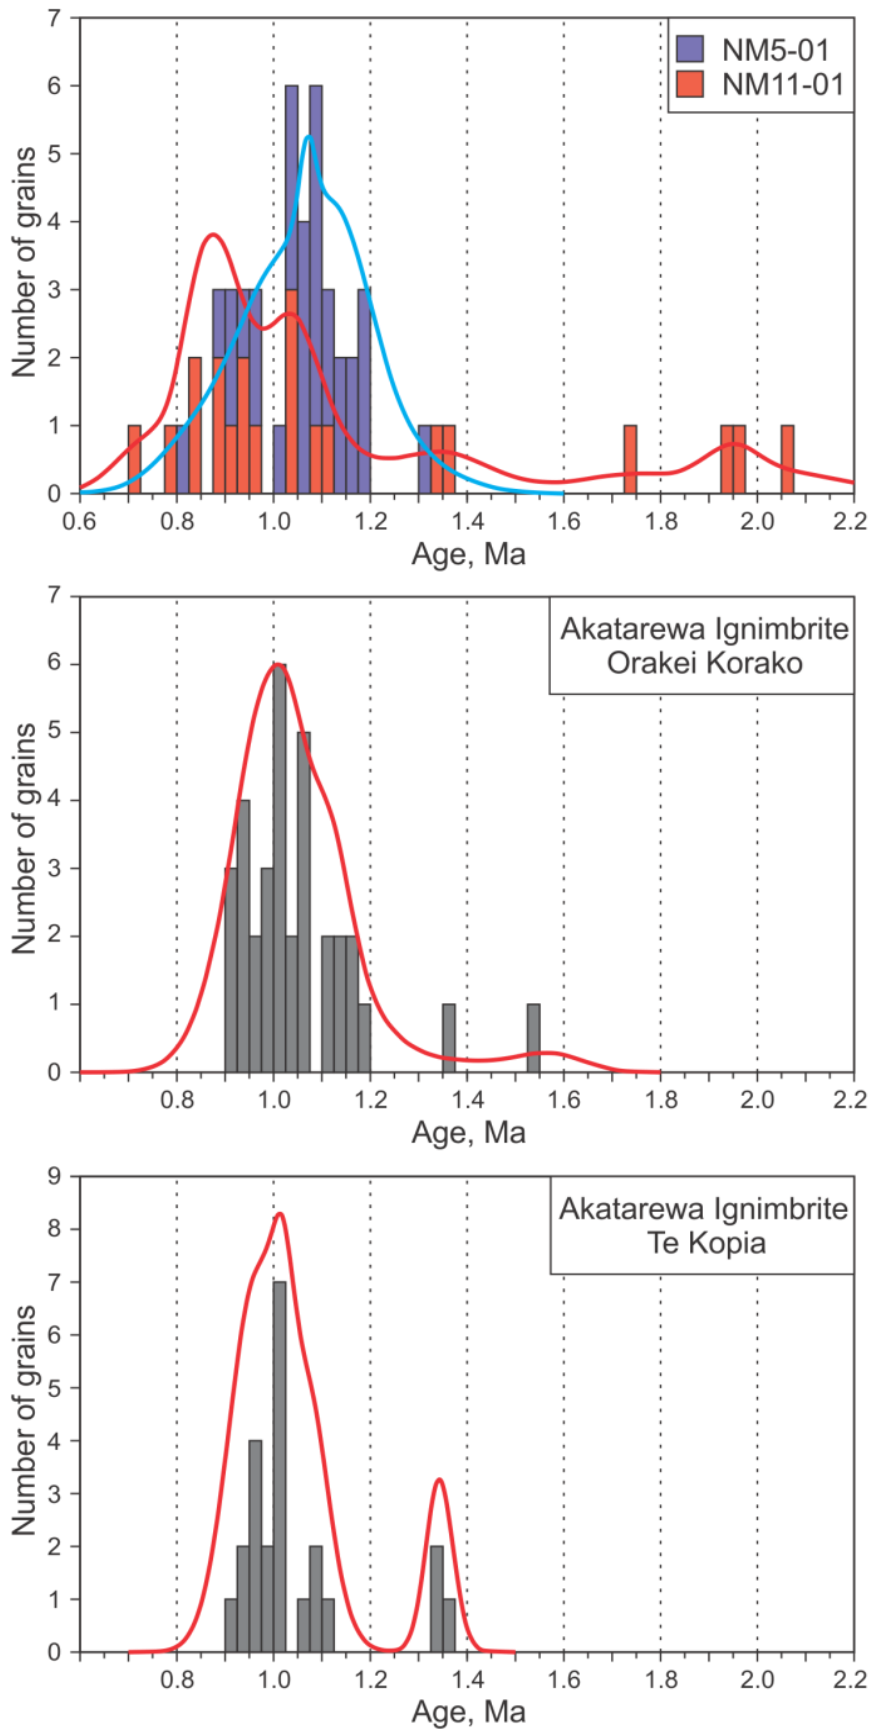 7
6
5
4
3
2
1
0
Number of grains
NM5-01
NM11-01
0.6 0.8 1.0 1.2 1.4 1.6 1.8 2.0 2.2
Age, Ma
7
6
5
4
3
2
1
0
Number of grains
Akatarewa Ignimbrite
Orakei Korako
0.8 1.0 1.2 1.4 1.6 1.8 2.0 2.2
Age, Ma
9
8
7
6
5
4
3
2
1
0
Number of grains
Akatarewa Ignimbrite
Te Kopia
0.8 1.0 1.2 1.4 1.6 1.8 2.0 2.2
Age, Ma